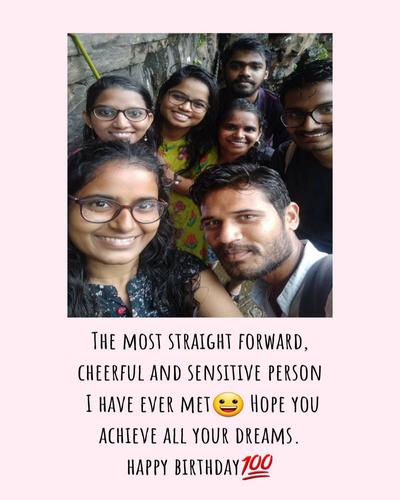 The most straight forward,
cheerful and sensitive person
I have ever met😀 Hope you
achieve all your dreams.
happy birthday💯